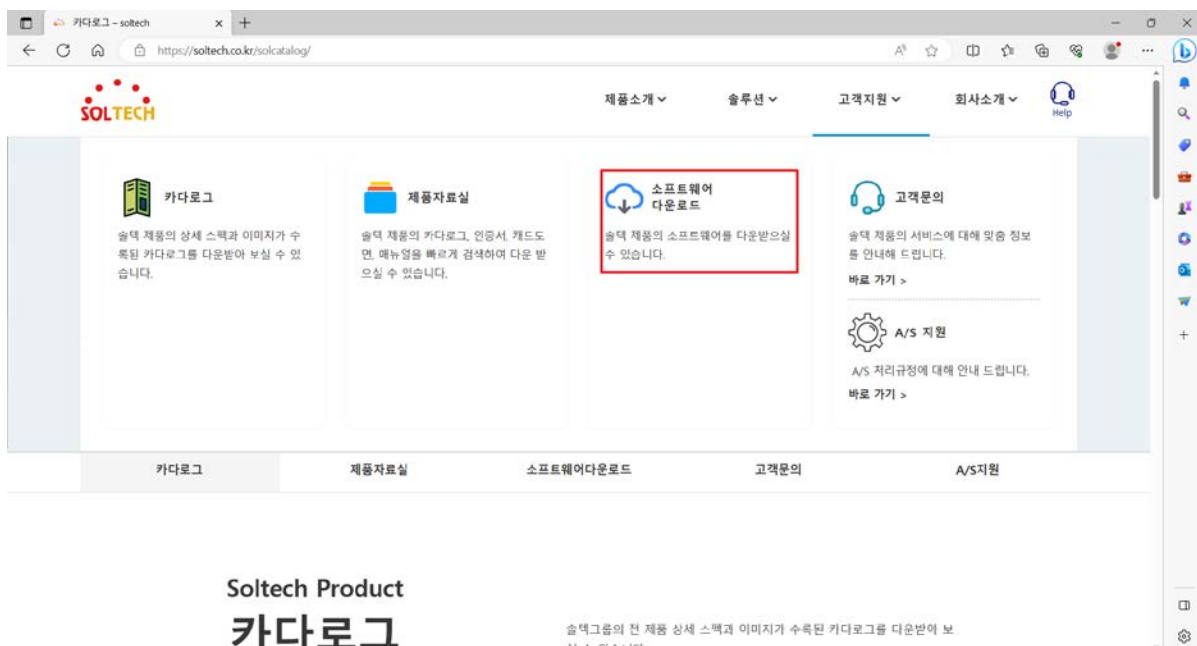 카다로그 – soltech
https://soltech.co.kr/solcatalog/
SOLTECH
제품소개
솔루션
고객지원
회사소개
Help
카다로그
솔텍 제품의 상세 스펙과 이미지가 수
록된 카다로그를 다운받아 보실 수 있
습니다.
제품자료실
솔텍 제품의 카다로그, 인증서, 캐드도
면, 매뉴얼을 빠르게 검색하여 다운 받
으실 수 있습니다.
소프트웨어
다운로드
솔텍 제품의 소프트웨어를 다운받으실
수 있습니다.
고객문의
솔텍 제품의 서비스에 대해 맞춤 정보
를 안내해 드립니다.
바로 가기 >
A/S 지원
A/S 처리규정에 대해 안내 드립니다.
바로 가기 >
카다로그
제품자료실
소프트웨어다운로드
고객문의
A/S지원
Soltech Product
카다로그
솔텍그룹의 전 제품 상세 스펙과 이미지가 수록된 카다로그를 다운받아 보